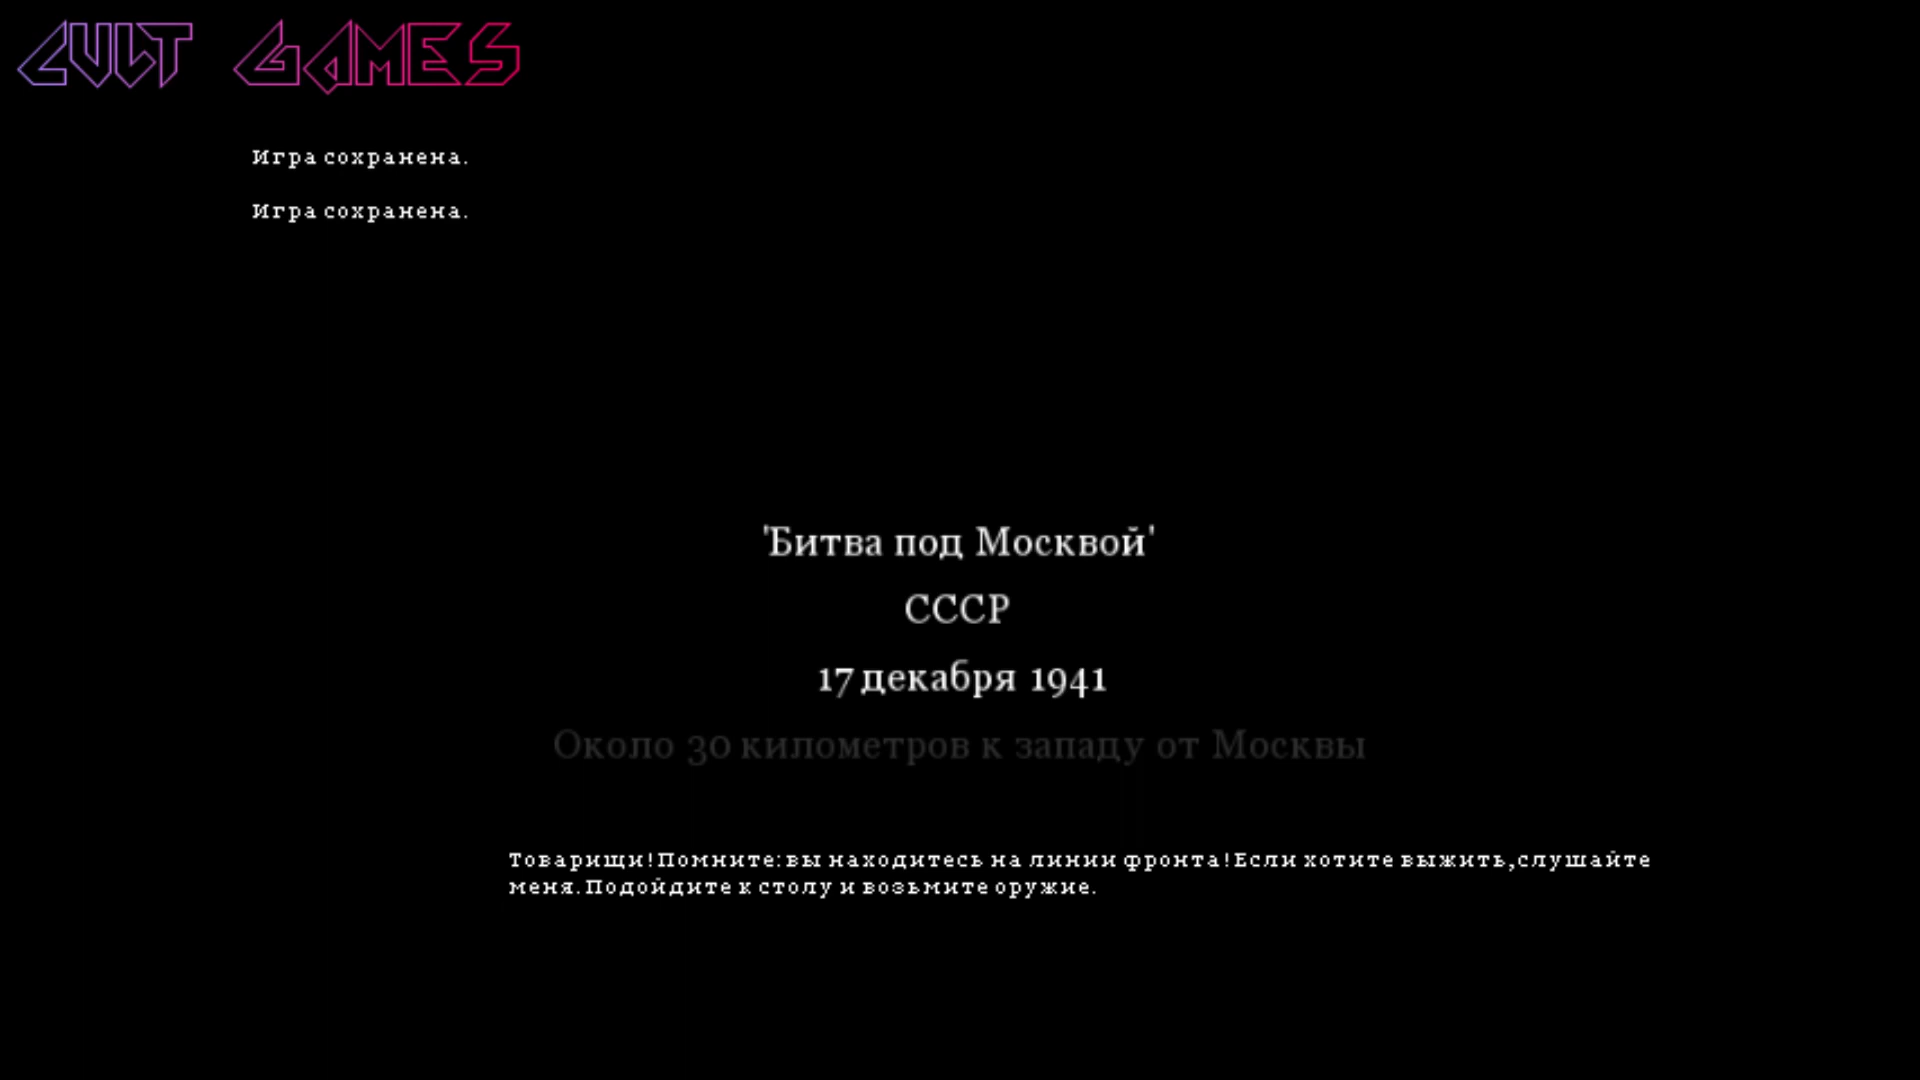 CULT GAMES
Игра сохранена.
Игра сохранена.
'Битва под Москвой'
СССР
17 декабря 1941
Около 30 километров к западу от Москвы
Товарищи! Помните: вы находитесь на линии фронта! Если хотите выжить, слушайте
меня. Подойдите к столу и возьмите оружие.